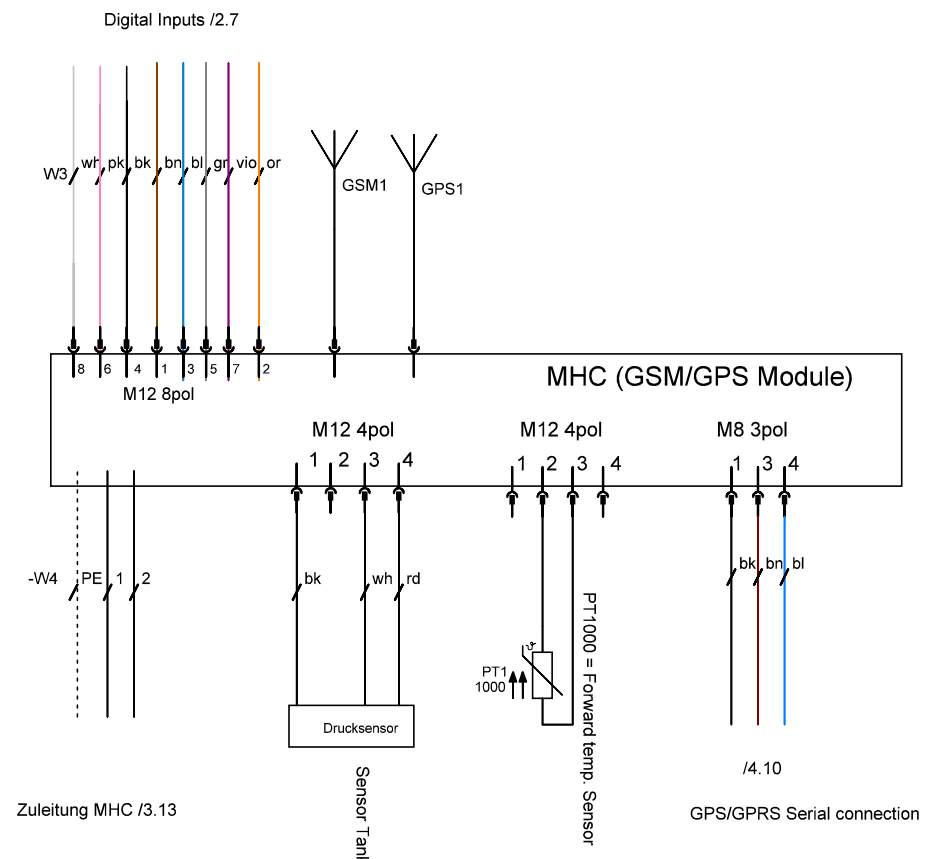 Digital Inputs /2.7
W3 wh pk bk bn bl gr vio or
GSM1
GPS1
8 6 4 1 3 5 7 2
M12 8pol
MHC (GSM/GPS Module)
M12 4pol
M12 4pol
M8 3pol
1 2 3 4
1 2 3 4
1 3 4
-W4 PE 1 2
bk wh rd
bk bn bl
PT1
1000
ϑ
PT1000 = Forward temp. Sensor
Drucksensor
Sensor Tanl
/4.10
Zuleitung MHC /3.13
GPS/GPRS Serial connection